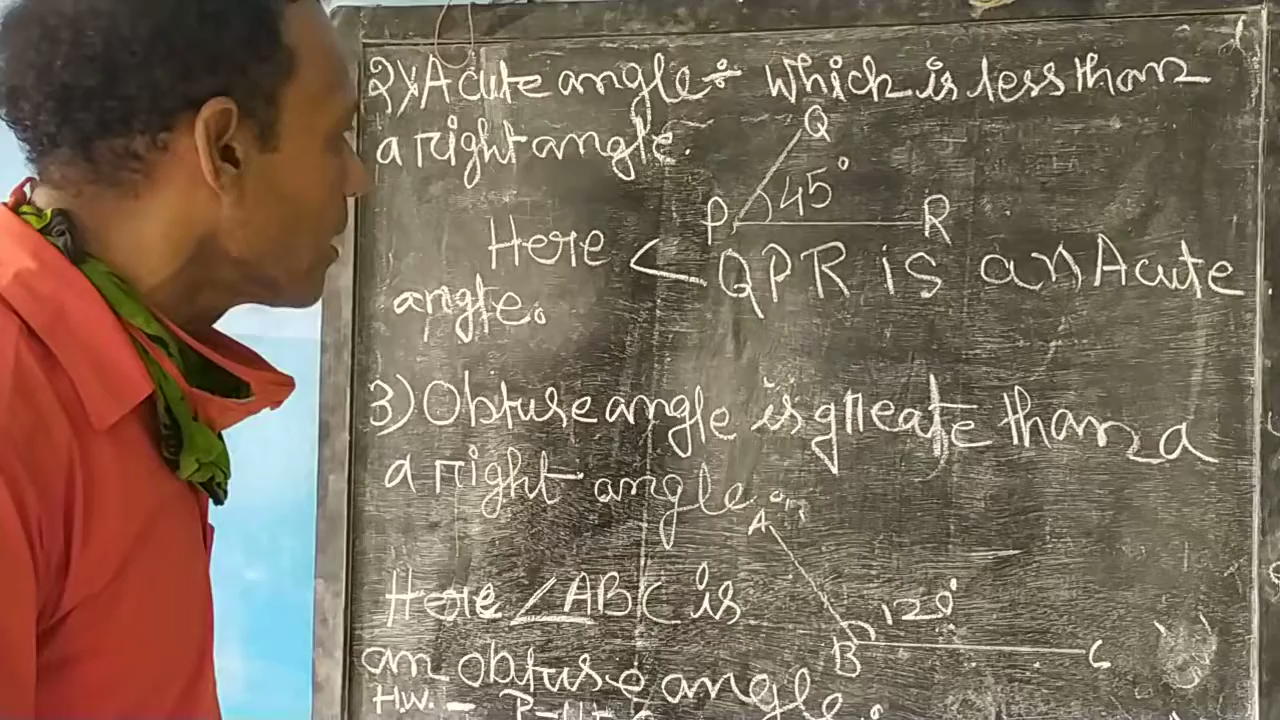 2) Acute angle÷ which is less than
a right angle.
Q
45°
P
R
Here < QPR is an Acute
angle.
3) Obtuse angle is greate than a
a right angle.
A
Here ∠ABC is
120°
B
C
an obtuse angle.
H.W. -